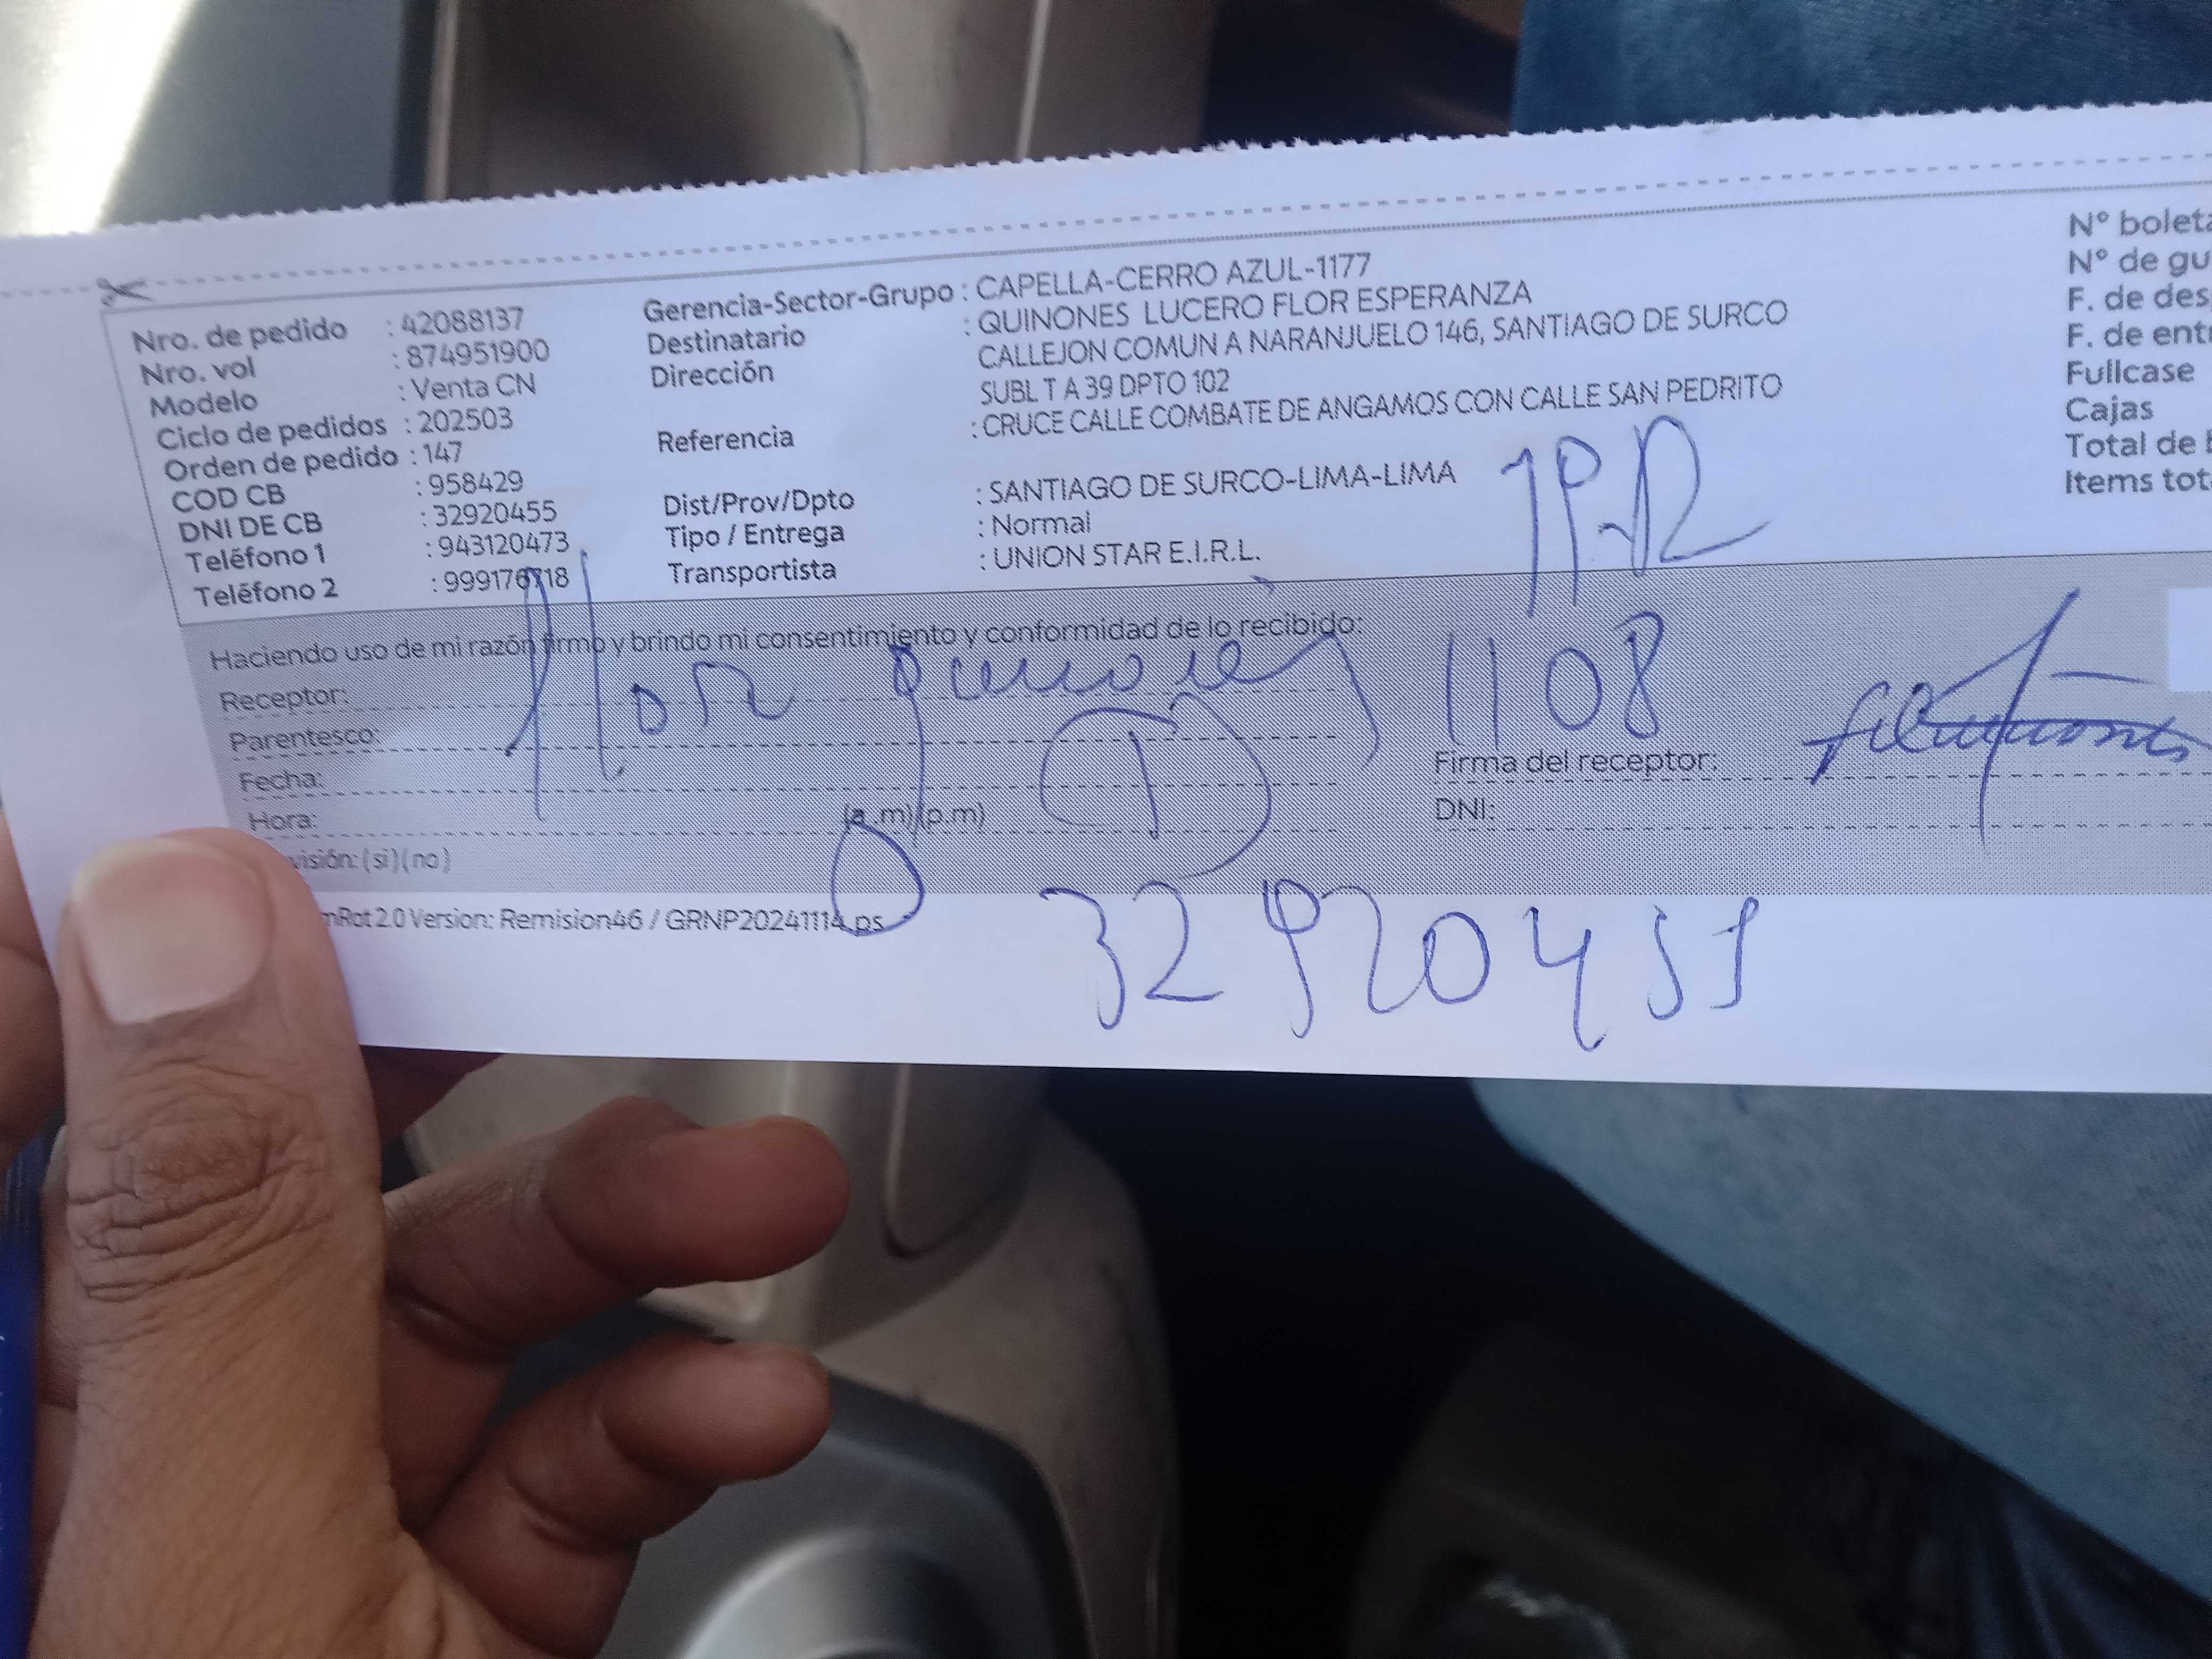 Nro. de pedido : 42088137
Nro. vol : 874951900
Modelo : Venta CN
Ciclo de pedidos : 202503
Orden de pedido : 147
COD CB : 958429
DNI DE CB : 32920455
Teléfono 1 : 943120473
Teléfono 2 : 999176718
Gerencia-Sector-Grupo : CAPELLA-CERRO AZUL-1177
Destinatario : QUINONES LUCERO FLOR ESPERANZA
Dirección CALLEJON COMUN A NARANJUELO 146, SANTIAGO DE SURCO
SUBL T A 39 DPTO 102
Referencia : CRUCE CALLE COMBATE DE ANGAMOS CON CALLE SAN PEDRITO
Dist/Prov/Dpto : SANTIAGO DE SURCO-LIMA-LIMA
Tipo / Entrega : Normal
Transportista : UNION STAR E.I.R.L.
N° boleta
N° de gu
F. de des
F. de entr
Fullcase
Cajas
Total de b
Items tot
Haciendo uso de mi razón firmo y brindo mi consentimiento y conformidad de lo recibido:
Receptor: Flor quiñones 1108
Parentesco:
Fecha:
Hora: (a.m)(p.m)
visión: (si)(no)
Firma del receptor:
DNI:
mRot 2.0 Version: Remision46 / GRNP20241114.ps
32920455